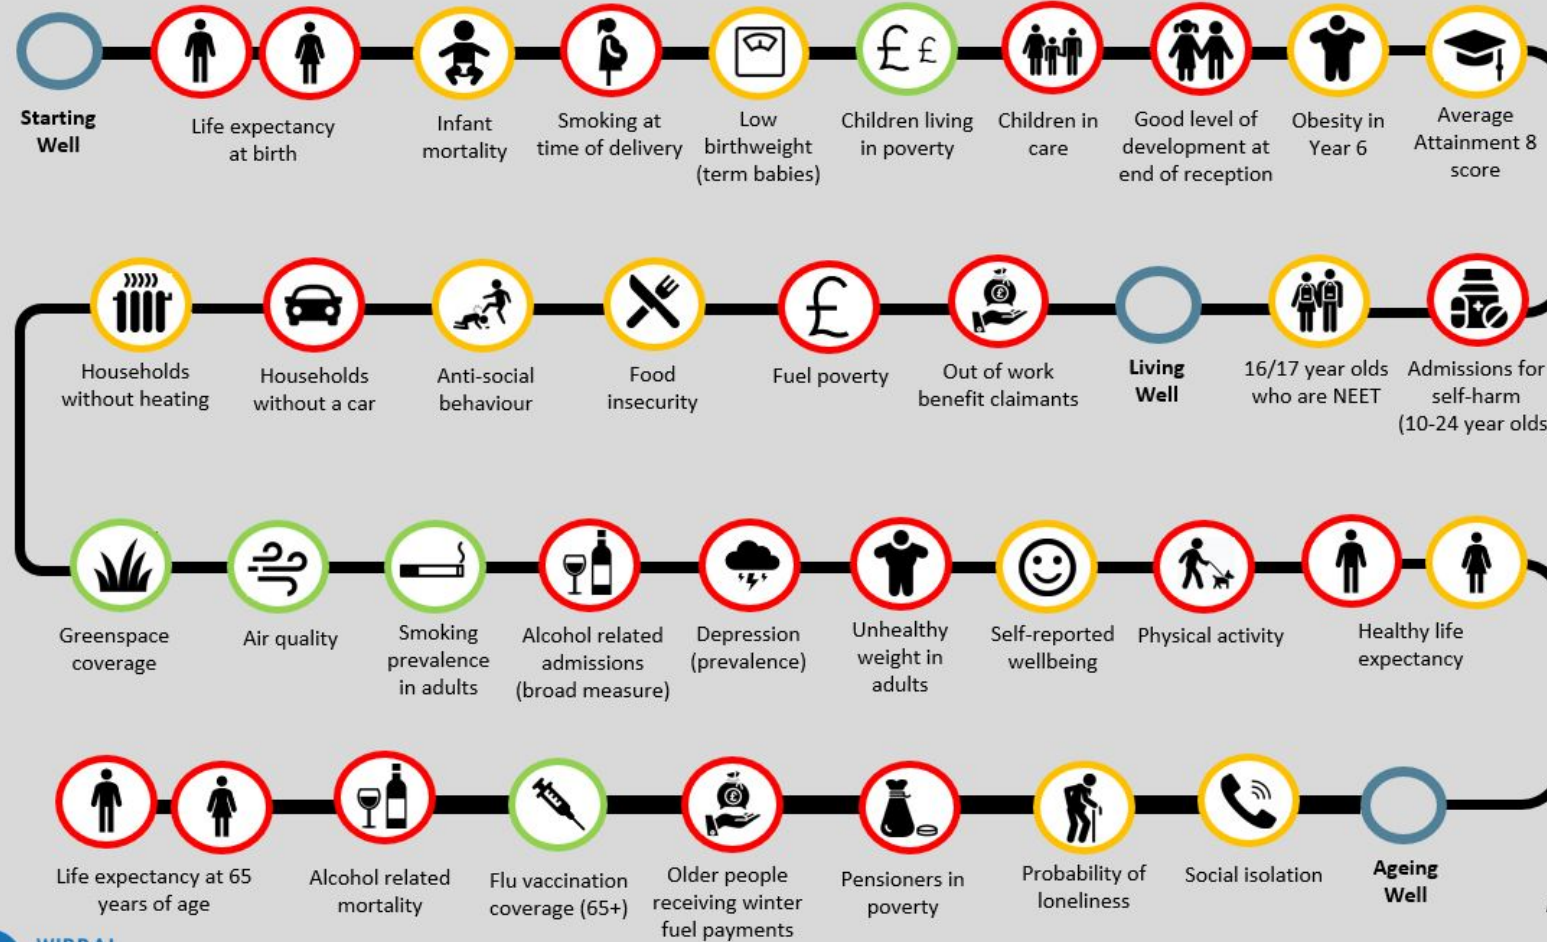 Starting
Well
Life expectancy
at birth
Infant
mortality
Smoking at
time of delivery
Low
birthweight
(term babies)
££
Children living
in poverty
Children in
care
Good level of
development at
end of reception
Obesity in
Year 6
Average
Attainment 8
score
Households
without heating
Households
without a car
Anti-social
behaviour
Food
insecurity
£
Fuel poverty
£
Out of work
benefit claimants
Living
Well
16/17 year olds
who are NEET
Admissions for
self-harm
(10-24 year olds
Greenspace
coverage
Air quality
Smoking
prevalence
in adults
Alcohol related
admissions
(broad measure)
Depression
(prevalence)
Unhealthy
weight in
adults
Self-reported
wellbeing
Physical activity
Healthy life
expectancy
Life expectancy at 65
years of age
Alcohol related
mortality
Flu vaccination
coverage (65+)
£
Older people
receiving winter
fuel payments
Pensioners in
poverty
Probability of
loneliness
Social isolation
Ageing
Well
WIRRAL